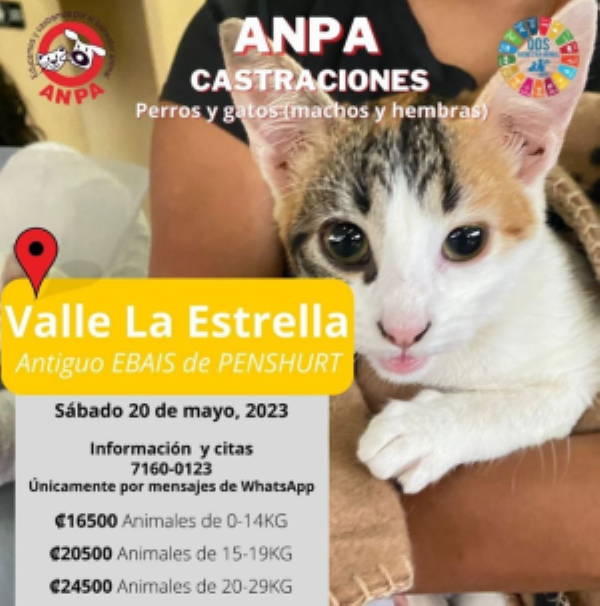 ANPA
CASTRACIONES
Perros y gatos (machos y hembras)
ANPA
ODS
Valle La Estrella
Antiguo EBAIS de PENSHURT
Sábado 20 de mayo, 2023
Información y citas
7160-0123
Únicamente por mensajes de WhatsApp
₡16500 Animales de 0-14KG
₡20500 Animales de 15-19KG
₡24500 Animales de 20-29KG